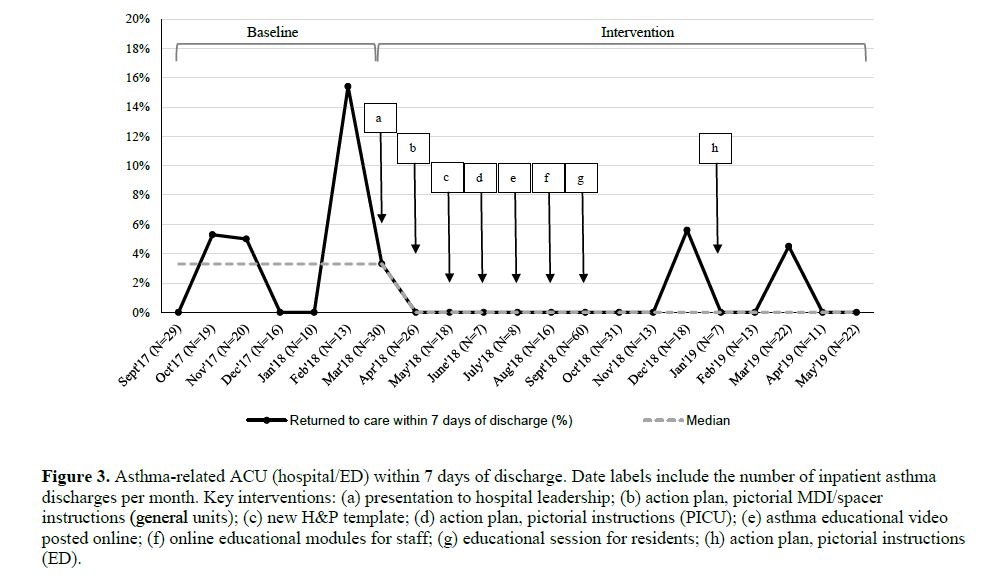 20%
18%
16%
14%
12%
10%
8%
6%
4%
2%
0%
Baseline
Intervention
a
b
c
d
e
f
g
h
Sept'17 (N=29)
Oct'17 (N=19)
Nov'17 (N=20)
Dec'17 (N=16)
Jan'18 (N=10)
Feb'18 (N=13)
Mar'18 (N=30)
Apr'18 (N=26)
May'18 (N=18)
June'18 (N=7)
July'18 (N=8)
Aug'18 (N=16)
Sept'18 (N=60)
Oct'18 (N=31)
Nov'18 (N=13)
Dec'18 (N=18)
Jan'19 (N=7)
Feb'19 (N=13)
Mar'19 (N=22)
Apr'19 (N=11)
May'19 (N=22)
Returned to care within 7 days of discharge (%)
Median
Figure 3. Asthma-related ACU (hospital/ED) within 7 days of discharge. Date labels include the number of inpatient asthma
discharges per month. Key interventions: (a) presentation to hospital leadership; (b) action plan, pictorial MDI/spacer
instructions (general units); (c) new H&P template; (d) action plan, pictorial instructions (PICU); (e) asthma educational video
posted online; (f) online educational modules for staff; (g) educational session for residents; (h) action plan, pictorial instructions
(ED).